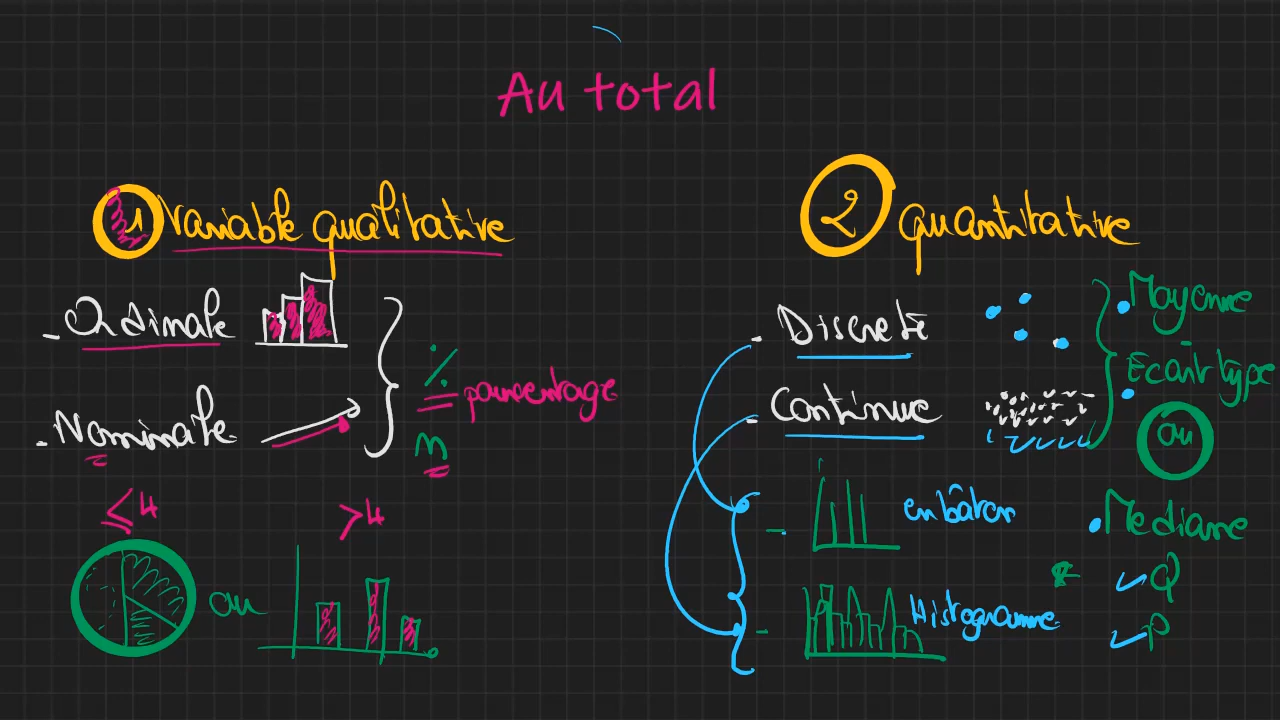 Au total
1 Variable qualitative
- Ordinale
- Nominale
%
pourcentage
n
≤4
>4
ou
2 quantitative
- Discrète
- Continue
Moyenne
Ecart type
ou
Mediane
Q
P
- en bâton
- Histogramme